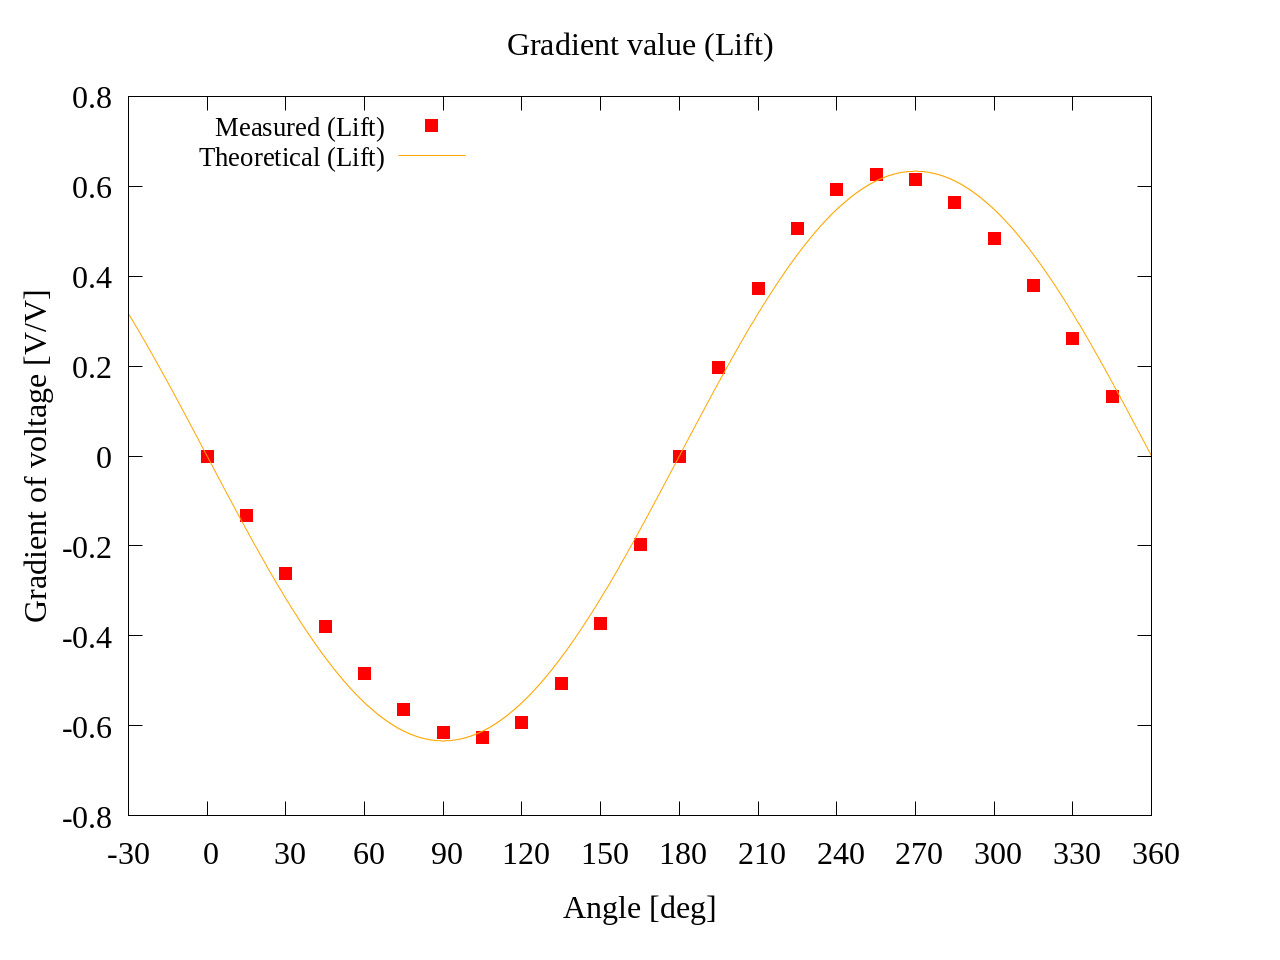 Gradient value (Lift)
Measured (Lift)
Theoretical (Lift)
0.8
0.6
0.4
0.2
0
-0.2
-0.4
-0.6
-0.8
Gradient of voltage [V/V]
-30 0 30 60 90 120 150 180 210 240 270 300 330 360
Angle [deg]